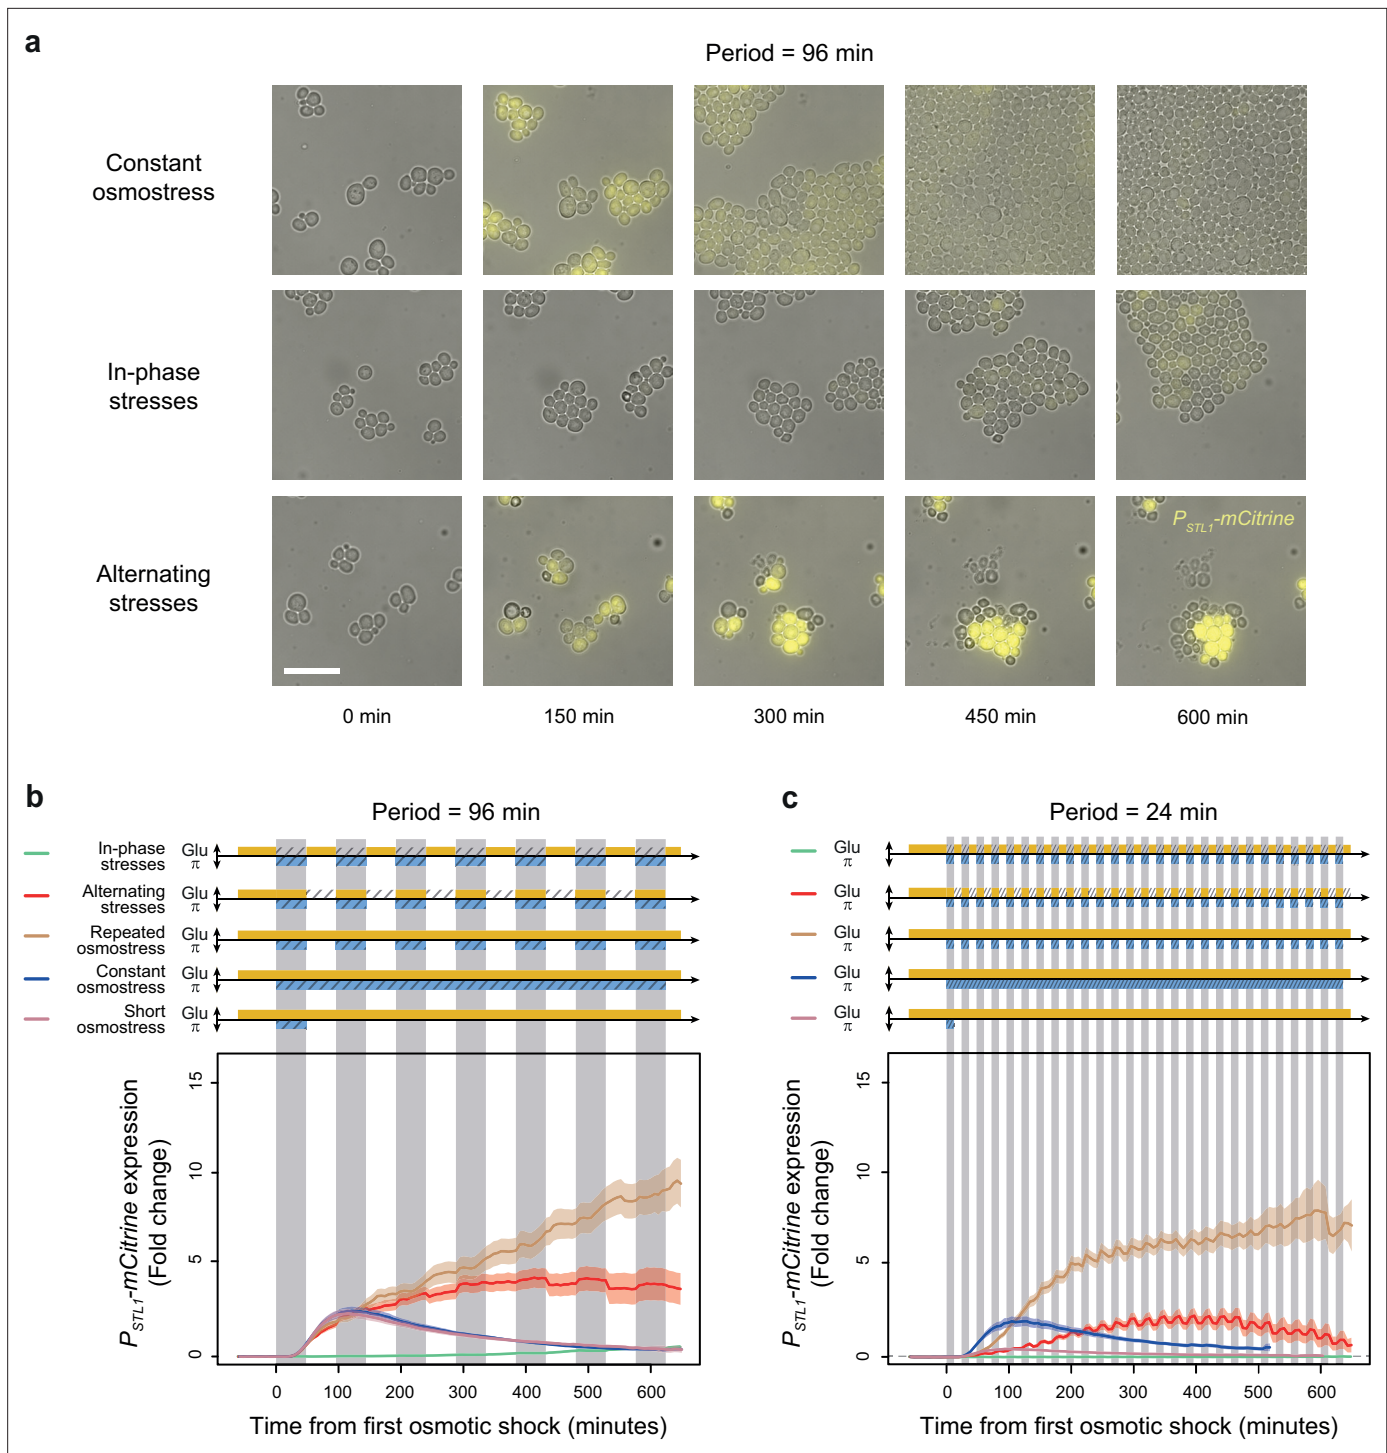 a
Period = 96 min
Constant
osmostress
In-phase
stresses
Alternating
stresses
P_STL1-mCitrine
0 min
150 min
300 min
450 min
600 min
b
Period = 96 min
In-phase
stresses
Glu
π
Alternating
stresses
Glu
π
Repeated
osmostress
Glu
π
Constant
osmostress
Glu
π
Short
osmostress
Glu
π
15
10
5
0
P_STL1-mCitrine expression
(Fold change)
0 100 200 300 400 500 600
Time from first osmotic shock (minutes)
c
Period = 24 min
Glu
π
Glu
π
Glu
π
Glu
π
Glu
π
15
10
5
0
P_STL1-mCitrine expression
(Fold change)
0 100 200 300 400 500 600
Time from first osmotic shock (minutes)